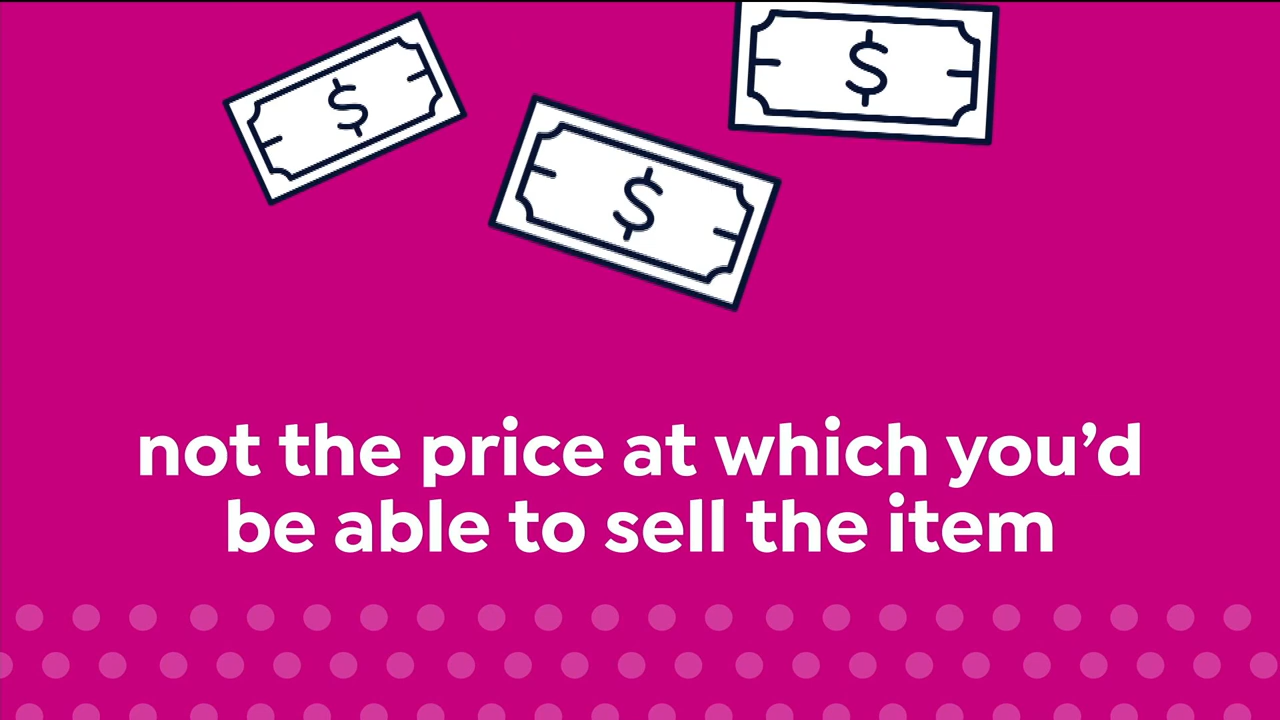 $
$
$
not the price at which you’d
be able to sell the item